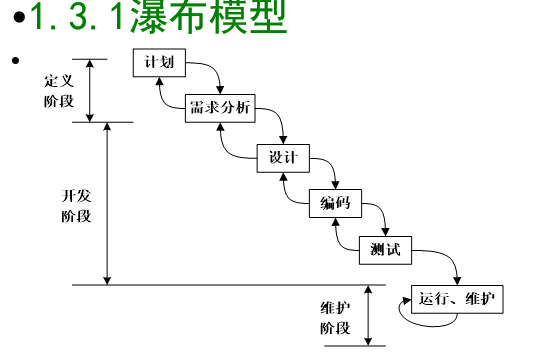 •1.3.1瀑布模型
•
计划
定义
阶段
需求分析
设计
开发
阶段
编码
测试
运行、维护
维护
阶段